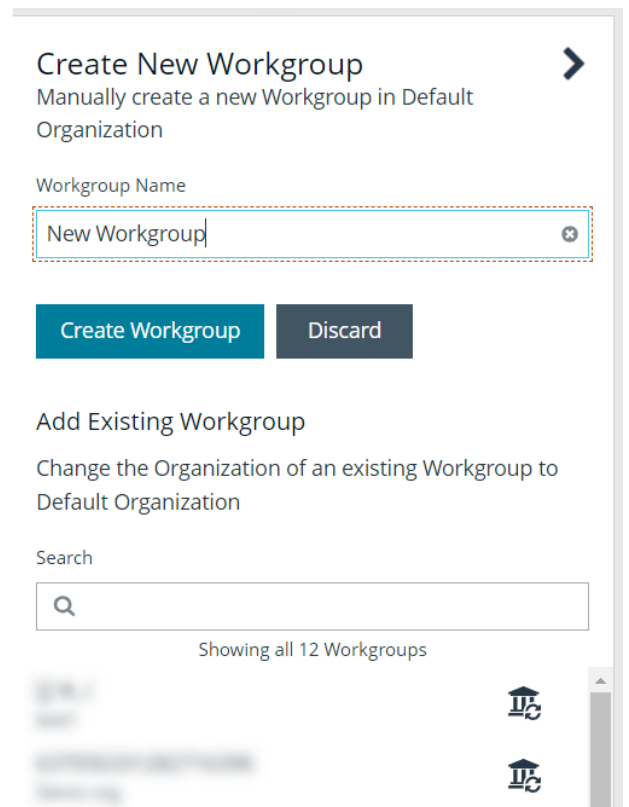 Create New Workgroup
Manually create a new Workgroup in Default
Organization
Workgroup Name
New Workgroup
Create Workgroup
Discard
Add Existing Workgroup
Change the Organization of an existing Workgroup to
Default Organization
Search
Showing all 12 Workgroups